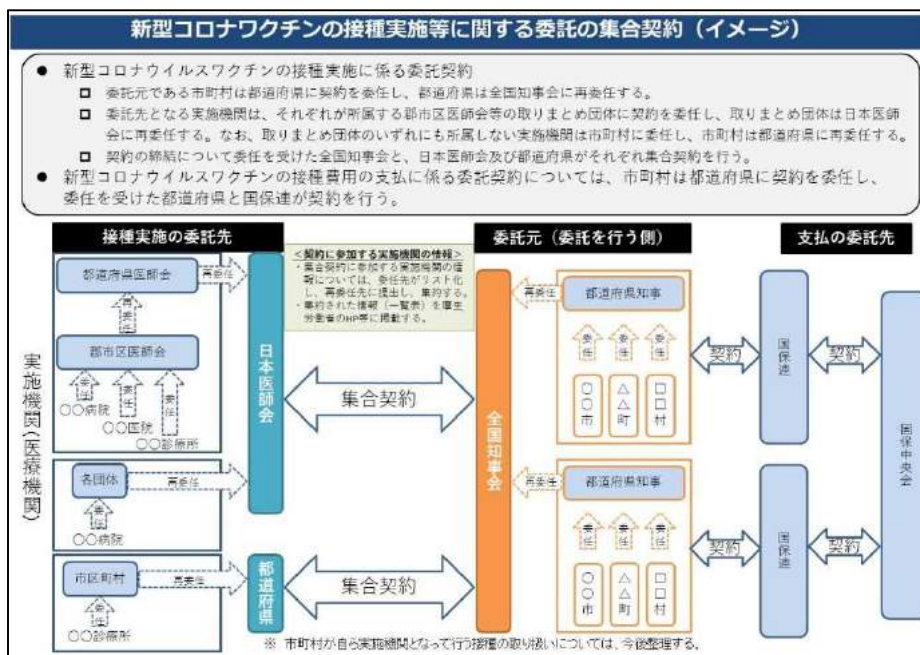 新型コロナワクチンの接種実施等に関する委託の集合契約（イメージ）
● 新型コロナウイルスワクチンの接種実施に係る委託契約
□ 委託元である市町村は都道府県に契約を委任し、都道府県は全国知事会に再委任する。
□ 委託先となる実施機関は、それぞれが所属する郡市区医師会等の取りまとめ団体に契約を委任し、取りまとめ団体は日本医師
会に再委任する。なお、取りまとめ団体のいずれにも所属しない実施機関は市町村に委任し、市町村は都道府県に再委任する。
□ 契約の締結について委任を受けた全国知事会と、日本医師会及び都道府県がそれぞれ集合契約を行う。
● 新型コロナウイルスワクチンの接種費用の支払に係る委託契約については、市町村は都道府県に契約を委任し、
委任を受けた都道府県と国保連が契約を行う。
接種実施の委託先
＜契約に参加する実施機関の情報＞
・集合契約に参加する実施機関の情
報については、委任先がリスト化
し、再委任先に提出し、集約する。
・集約された情報（一覧表）を厚生
労働省のHP等に掲載する。
委託元（委託を行う側）
支払の委託先
実施機関(医療機関)
都道府県医師会
再委任
再委任
郡市区医師会
委任
委任
委任
〇〇病院
〇〇医院
〇〇診療所
各団体
再委任
委任
〇〇病院
市区町村
再委任
委任
〇〇診療所
日本医師会
都道府県
集合契約
集合契約
全国知事会
再委任
都道府県知事
委任
委任
委任
〇〇市
△△町
□□村
再委任
都道府県知事
委任
委任
委任
〇〇市
△△町
□□村
契約
国保連
契約
契約
国保連
契約
国保中央会
※ 市町村が自ら実施機関となって行う接種の取り扱いについては、今後整理する。